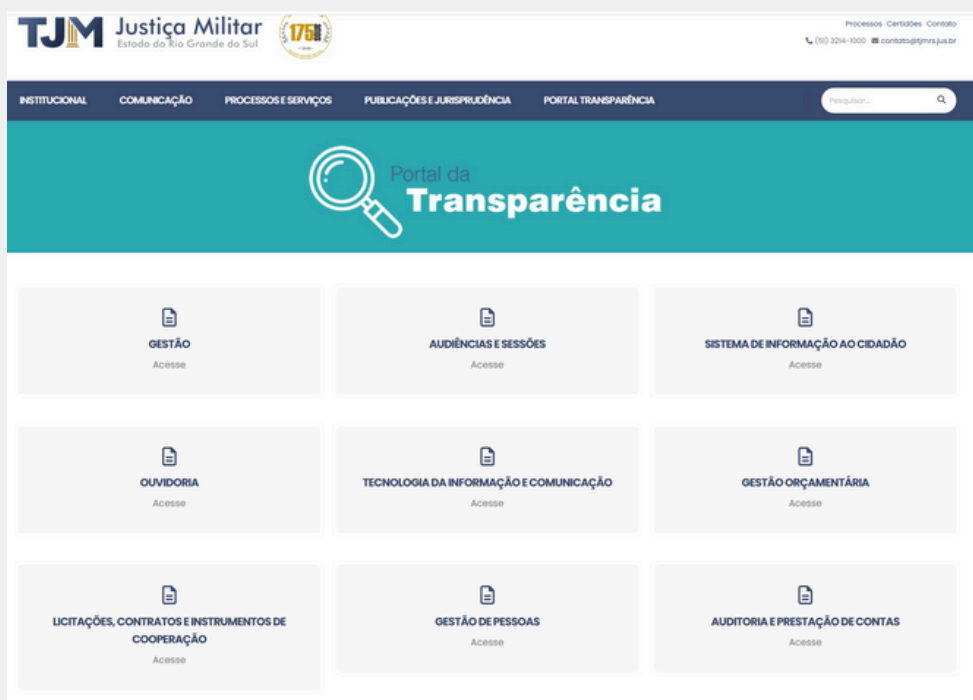 TJM
Justiça Militar
Estado do Rio Grande do Sul
175
Processos Certidões Contato
(51) 3214-1000 contato@tjmrs.jus.br
INSTITUCIONAL COMUNICAÇÃO PROCESSOS E SERVIÇOS PUBLICAÇÕES E JURISPRUDÊNCIA PORTAL TRANSPARÊNCIA Pesquisar...
Portal da
Transparência
GESTÃO
Acesse
AUDIÊNCIAS E SESSÕES
Acesse
SISTEMA DE INFORMAÇÃO AO CIDADÃO
Acesse
OUVIDORIA
Acesse
TECNOLOGIA DA INFORMAÇÃO E COMUNICAÇÃO
Acesse
GESTÃO ORÇAMENTÁRIA
Acesse
LICITAÇÕES, CONTRATOS E INSTRUMENTOS DE
COOPERAÇÃO
Acesse
GESTÃO DE PESSOAS
Acesse
AUDITORIA E PRESTAÇÃO DE CONTAS
Acesse